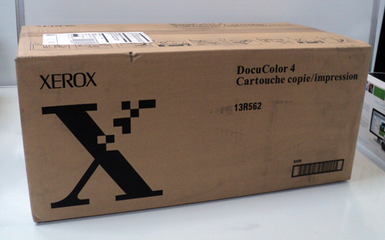 XEROX
DocuColor 4
Cartouche copie/impression
13R562
X